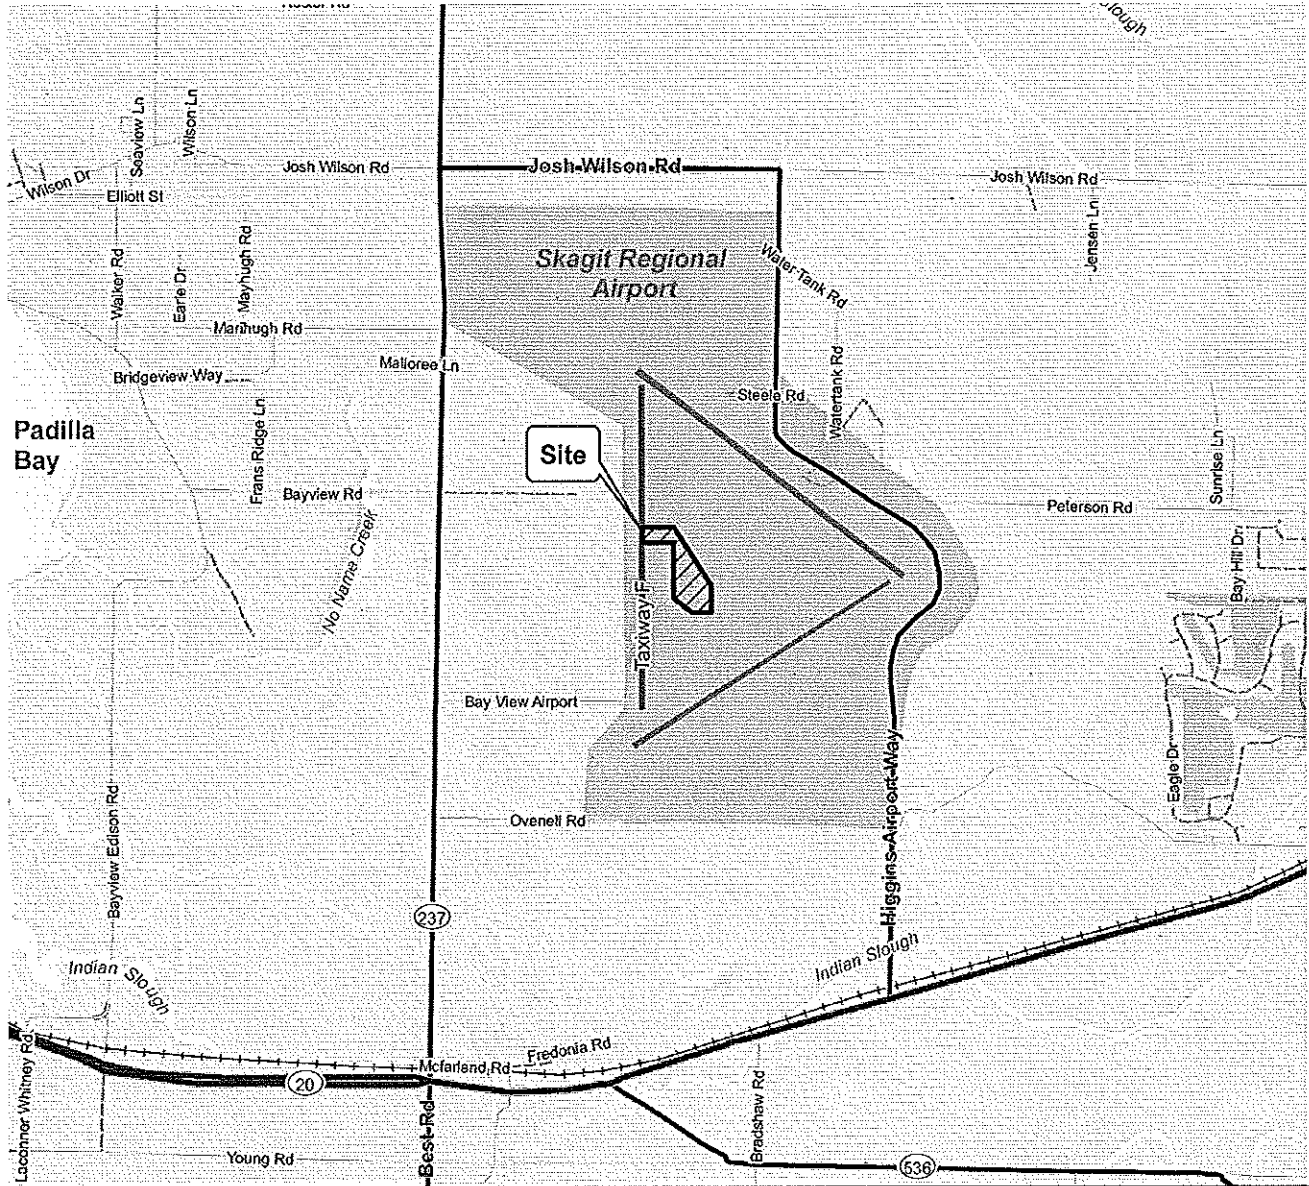 Slough
Seaview Ln
Wilson Ln
Josh Wilson Rd
Josh Wilson Rd
Josh Wilson Rd
Wilson Dr
Elliott St
Jensen Ln
Walker Rd
Earle Dr
Mayhugh Rd
Skagit Regional
Airport
Water Tank Rd
Marihugh Rd
Malloree Ln
Bridgeview Way
Watertank Rd
Steele Rd
Padilla
Bay
Frans Ridge Ln
Site
Sunrise Ln
Bayview Rd
Peterson Rd
No Name Creek
Bay Hill Dr
Taxiway F
Bay View Airport
Eagle Dr
Higgins Airport Way
Ovenell Rd
Bayview Edison Rd
237
Indian Slough
Indian Slough
Laconner Whitney Rd
Mcfarland Rd
Fredonia Rd
20
Bradshaw Rd
Best Rd
Young Rd
536